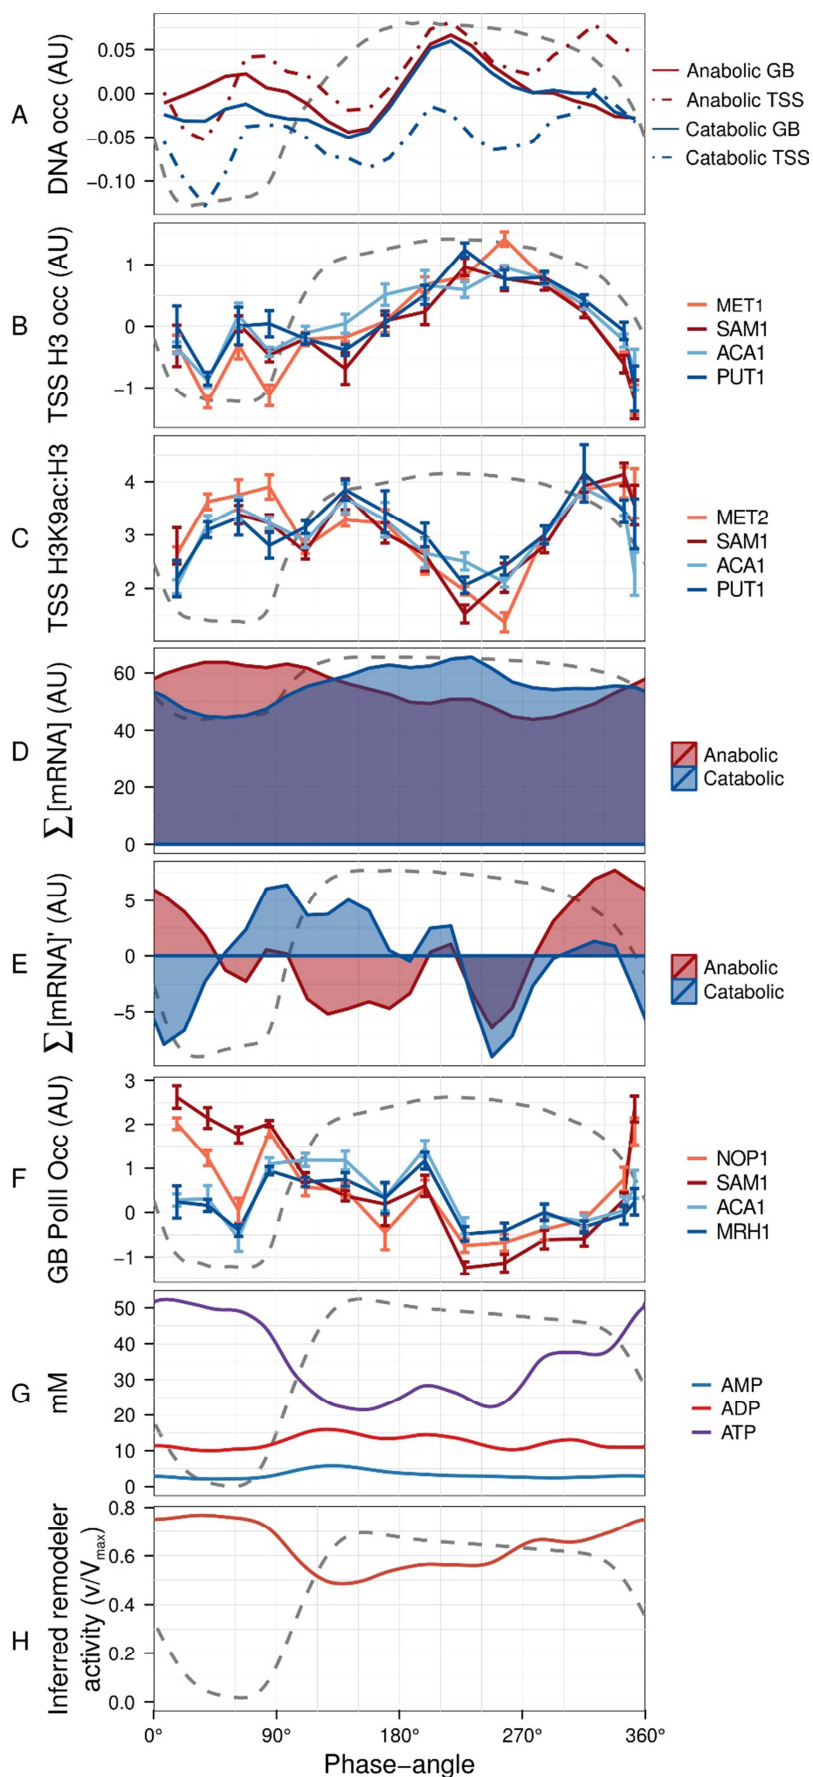 A
DNA occ (AU)
0.05
0.00
−0.05
−0.10
Anabolic GB
Anabolic TSS
Catabolic GB
Catabolic TSS
B
TSS H3 occ (AU)
1
0
−1
MET1
SAM1
ACA1
PUT1
C
TSS H3K9ac:H3
4
3
2
MET2
SAM1
ACA1
PUT1
D
∑[mRNA] (AU)
60
40
20
0
Anabolic
Catabolic
E
∑[mRNA]' (AU)
5
0
−5
Anabolic
Catabolic
F
GB PolII Occ (AU)
3
2
1
0
−1
NOP1
SAM1
ACA1
MRH1
G
mM
50
40
30
20
10
0
AMP
ADP
ATP
H
Inferred remodeler
activity (v/Vmax)
0.8
0.6
0.4
0.2
0.0
0° 90° 180° 270° 360°
Phase−angle